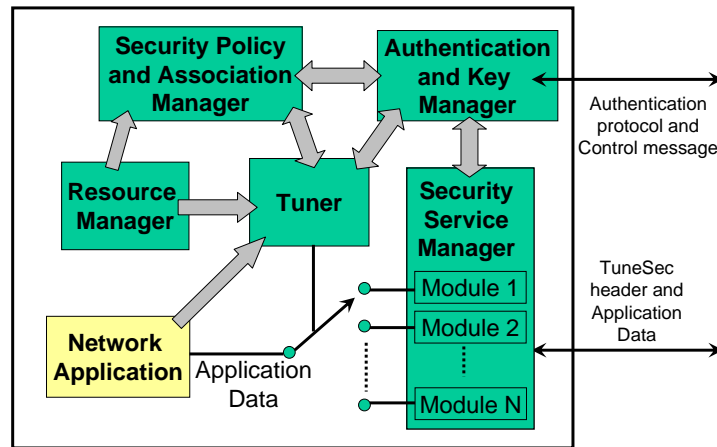 Security Policy
and Association
Manager
Authentication
and Key
Manager
Authentication
protocol and
Control message
Resource
Manager
Tuner
Security
Service
Manager
Module 1
Module 2
Module N
TuneSec
header and
Application
Data
Network
Application
Application
Data